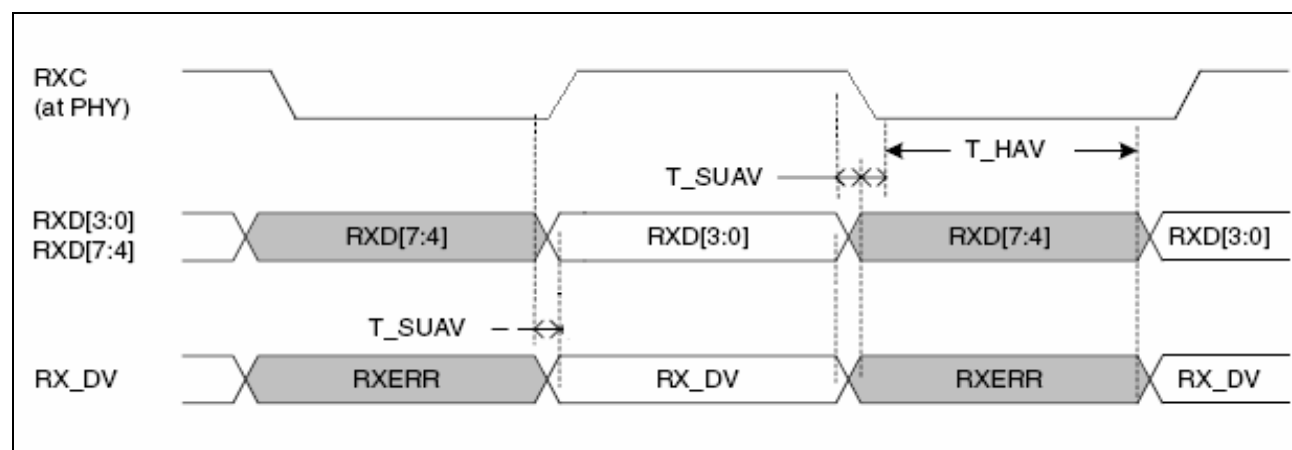 RXC
(at PHY)
T_HAV
T_SUAV
RXD[3:0]
RXD[7:4]
RXD[7:4]
RXD[3:0]
RXD[7:4]
RXD[3:0]
T_SUAV
RX_DV
RXERR
RX_DV
RXERR
RX_DV